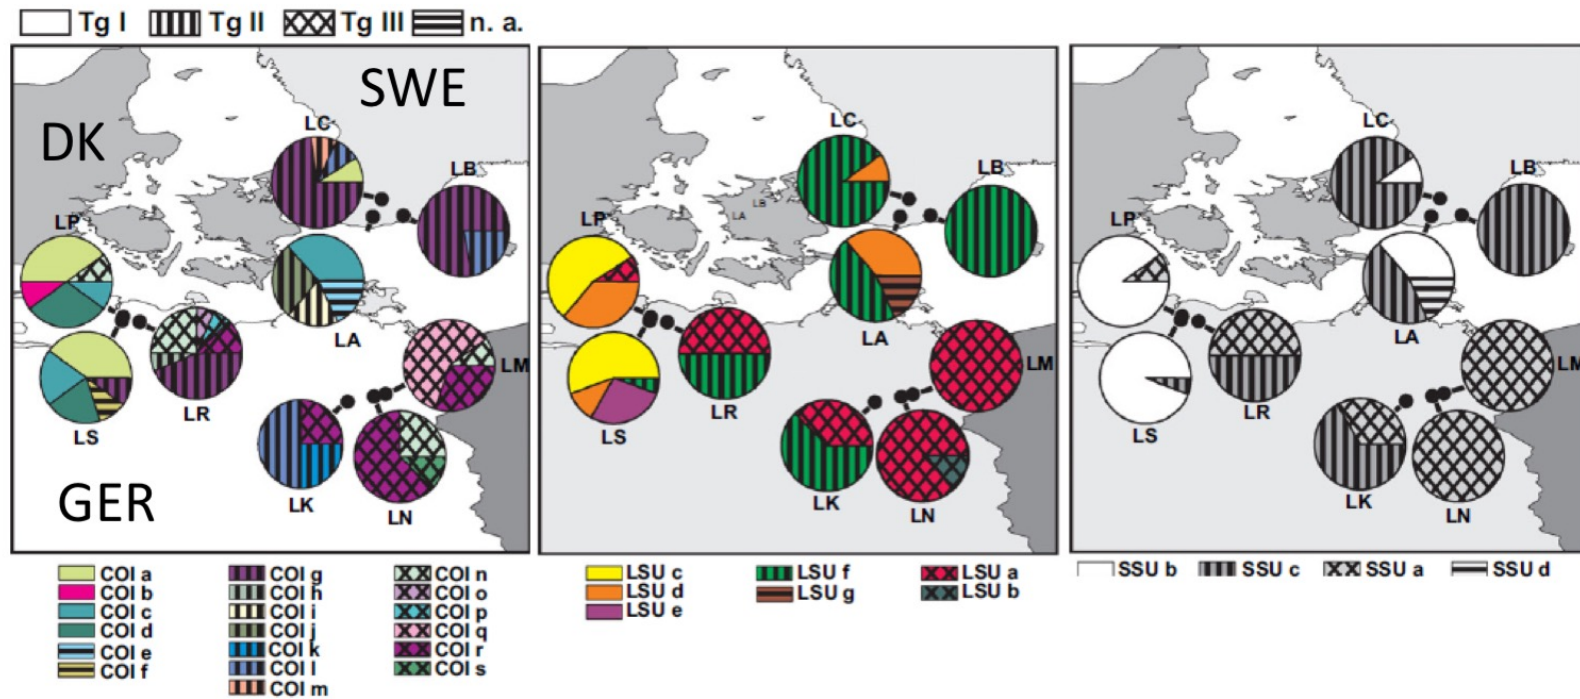 Tg I Tg II Tg III n. a.
SWE
DK
GER
LC
LB
LP
LA
LR
LS
LM
LK
LN
LC
LB
LP
LB
LA
LA
LR
LS
LM
LK
LN
LC
LB
LP
LA
LR
LS
LM
LK
LN
COI a COI g COI n
COI b COI h COI o
COI c COI i COI p
COI d COI j COI q
COI e COI k COI r
COI f COI l COI s
COI m
LSU c LSU f LSU a
LSU d LSU g LSU b
LSU e
SSU b SSU c SSU a SSU d